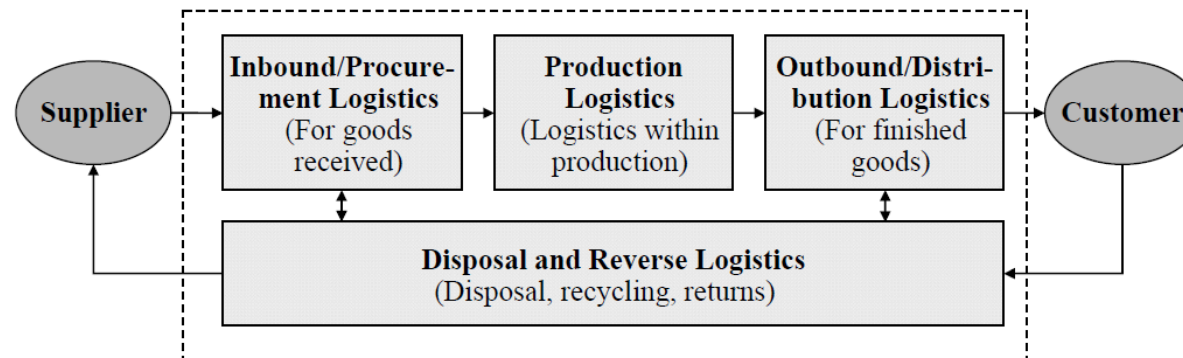 Supplier
Inbound/Procure-
ment Logistics
(For goods
received)
Production
Logistics
(Logistics within
production)
Outbound/Distri-
bution Logistics
(For finished
goods)
Customer
Disposal and Reverse Logistics
(Disposal, recycling, returns)